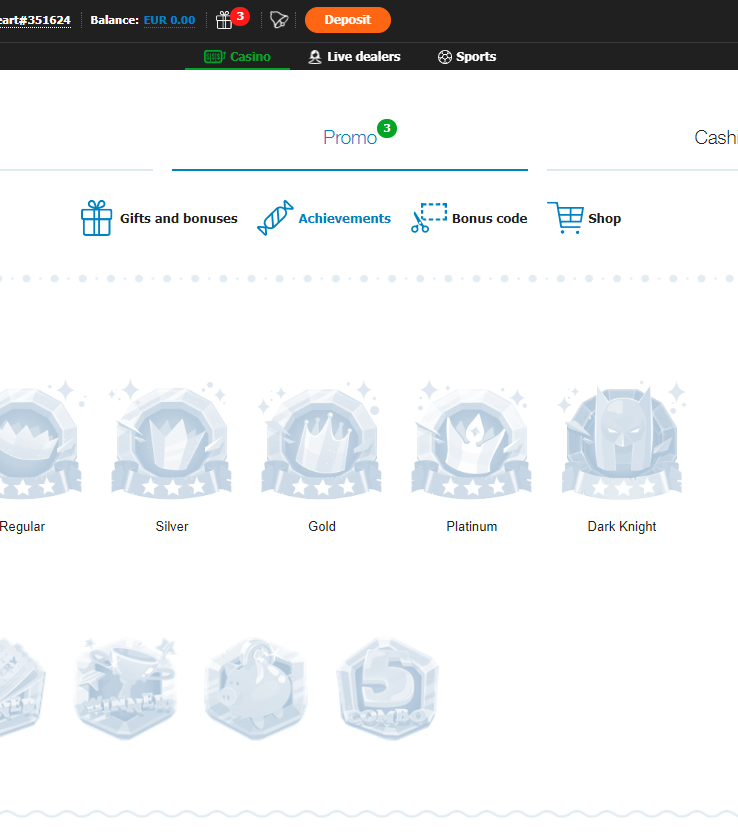 eart#351624 Balance: EUR 0.00 3 Deposit
Casino Live dealers Sports
Promo 3 Cash
Gifts and bonuses Achievements Bonus code Shop
Regular Silver Gold Platinum Dark Knight
WINNER 5
COMBO